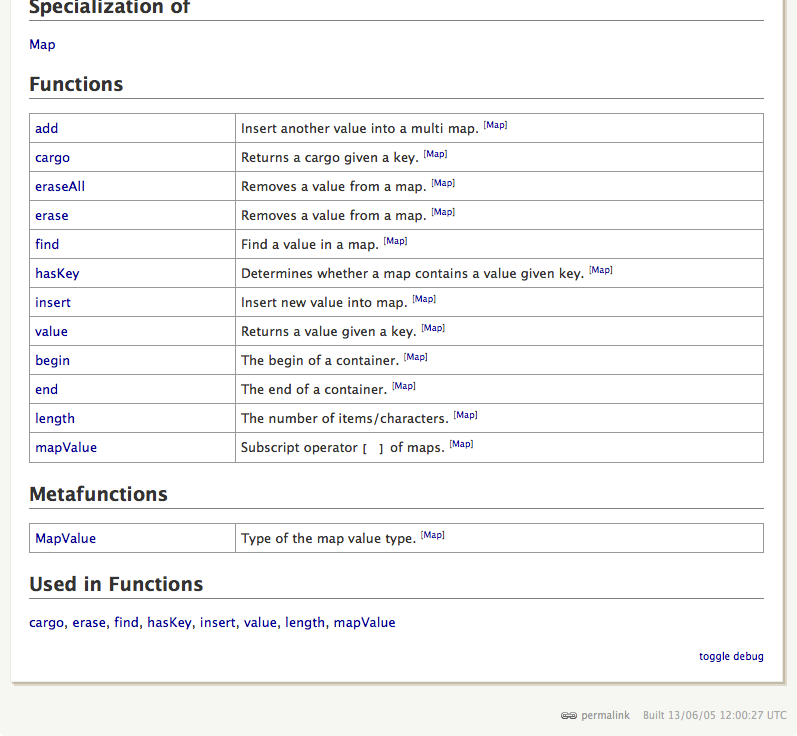 Specialization of
Map
Functions
add Insert another value into a multi map. [Map]
cargo Returns a cargo given a key. [Map]
eraseAll Removes a value from a map. [Map]
erase Removes a value from a map. [Map]
find Find a value in a map. [Map]
hasKey Determines whether a map contains a value given key. [Map]
insert Insert new value into map. [Map]
value Returns a value given a key. [Map]
begin The begin of a container. [Map]
end The end of a container. [Map]
length The number of items/characters. [Map]
mapValue Subscript operator [ ] of maps. [Map]
Metafunctions
MapValue Type of the map value type. [Map]
Used in Functions
cargo, erase, find, hasKey, insert, value, length, mapValue
toggle debug
permalink Built 13/06/05 12:00:27 UTC